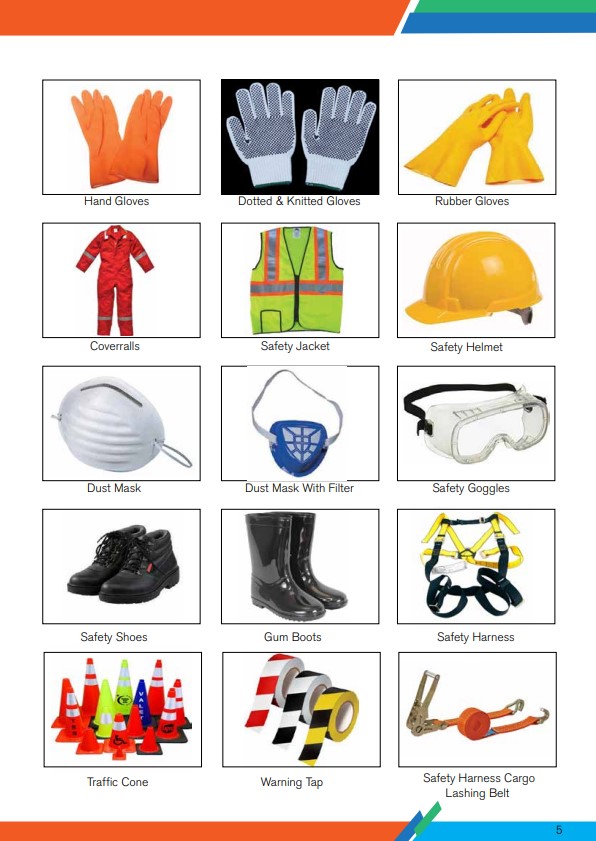 Hand Gloves
Dotted & Knitted Gloves
Rubber Gloves
Coverralls
Safety Jacket
Safety Helmet
Dust Mask
Dust Mask With Filter
Safety Goggles
Safety Shoes
Gum Boots
Safety Harness
Traffic Cone
Warning Tap
Safety Harness Cargo
Lashing Belt
5